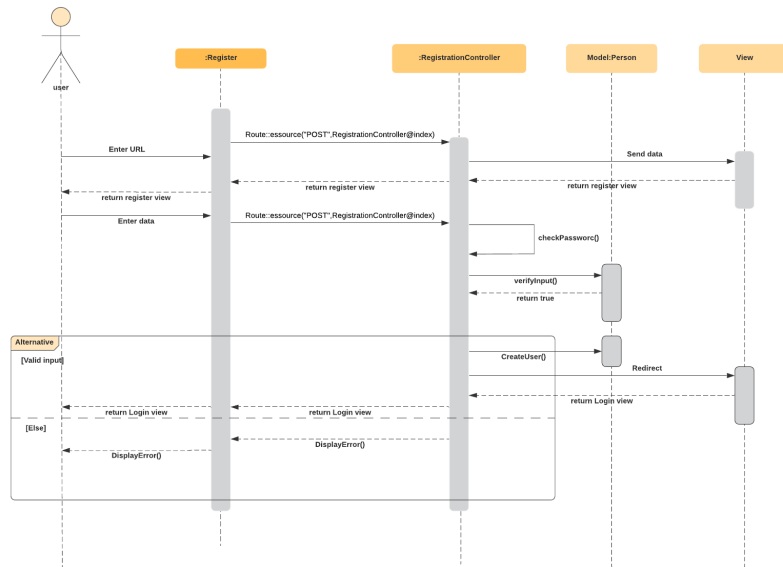 user
:Register
:RegistrationController
Model:Person
View
Route::essource("POST",RegistrationController@index)
Enter URL
Send data
return register view
return register view
return register view
Enter data
Route::essource("POST",RegistrationController@index)
checkPassworc()
verifyInput()
return true
Alternative
[Valid input]
CreateUser()
Redirect
return Login view
return Login view
return Login view
[Else]
DisplayError()
DisplayError()